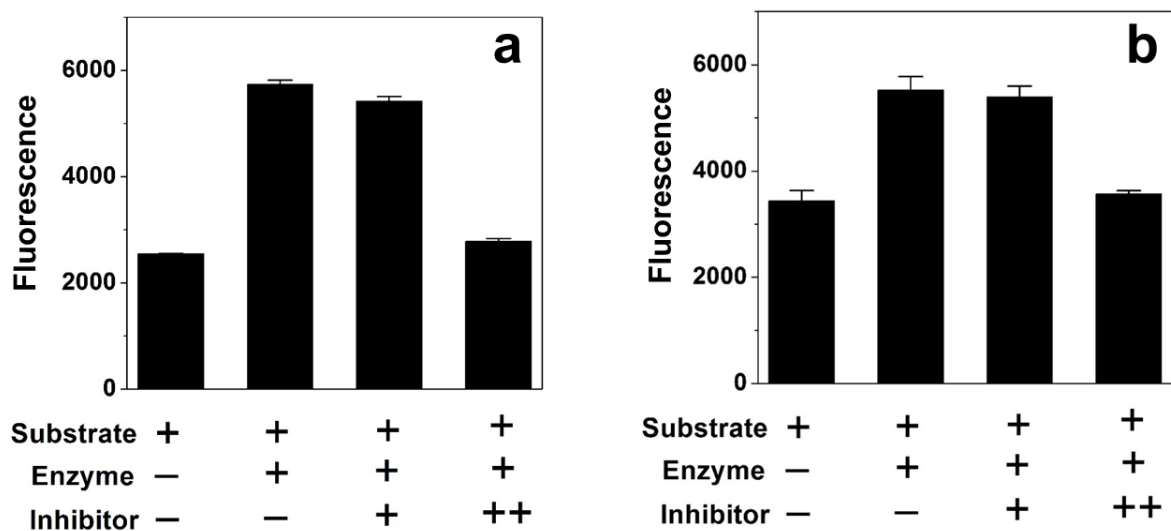 a
6000
4000
2000
0
Fluorescence
Substrate + + + +
Enzyme – + + +
Inhibitor – – + ++
b
6000
4000
2000
0
Fluorescence
Substrate + + + +
Enzyme – + + +
Inhibitor – – + ++